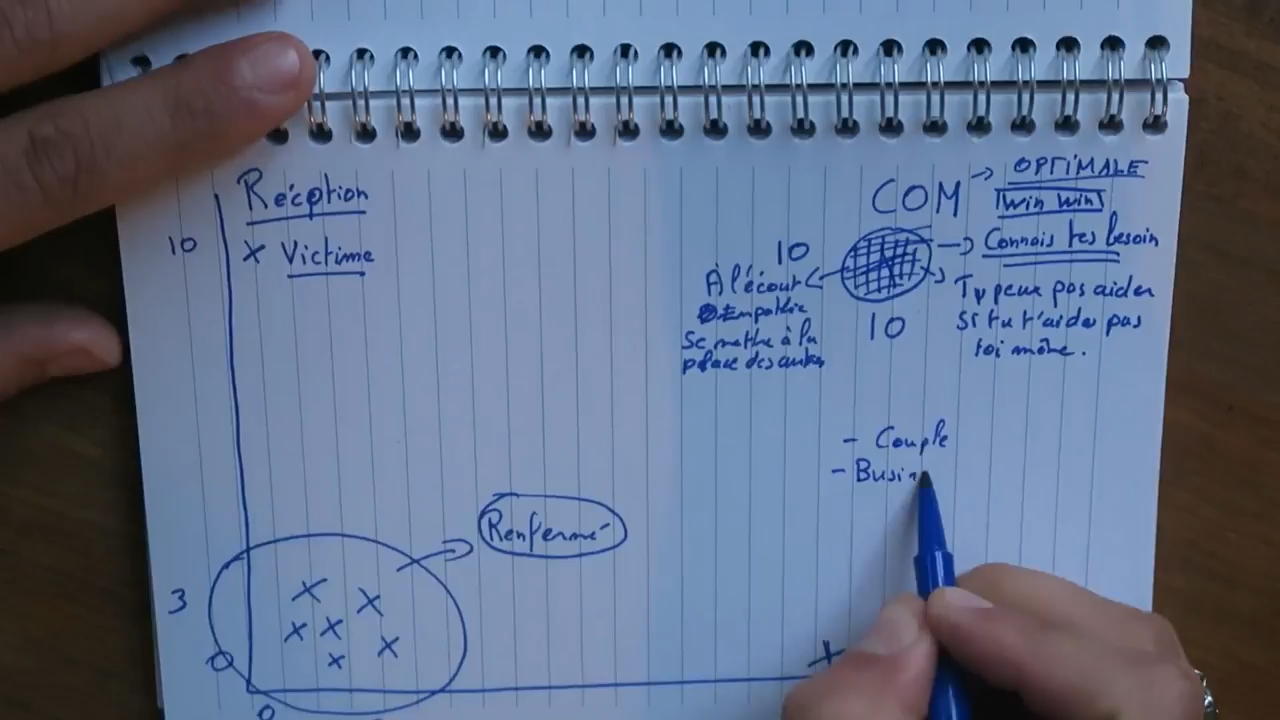 Réception
10 x Victime
COM → OPTIMALE
Win Win
10
Connais tes besoin
À l'écout
Empathie
Se mettre à la
place des autres
10
Tu peux pas aider
si tu t'aides pas
toi même.
- Couple
- Busin
Renfermé
3
0
0